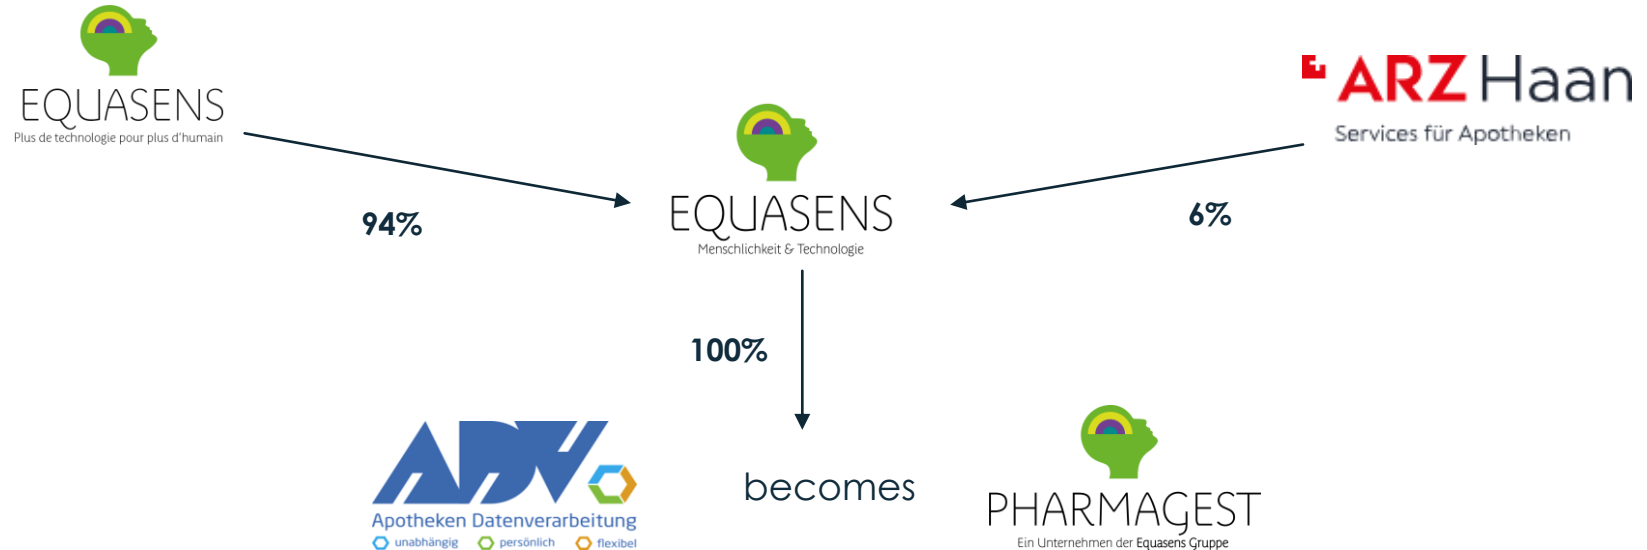 EQUASENS
Plus de technologie pour plus d'humain
ARZ Haan
Services für Apotheken
EQUASENS
Menschlichkeit & Technologie
94%
6%
100%
ADV
Apotheken Datenverarbeitung
unabhängig persönlich flexibel
becomes
PHARMAGEST
Ein Unternehmen der Equasens Gruppe